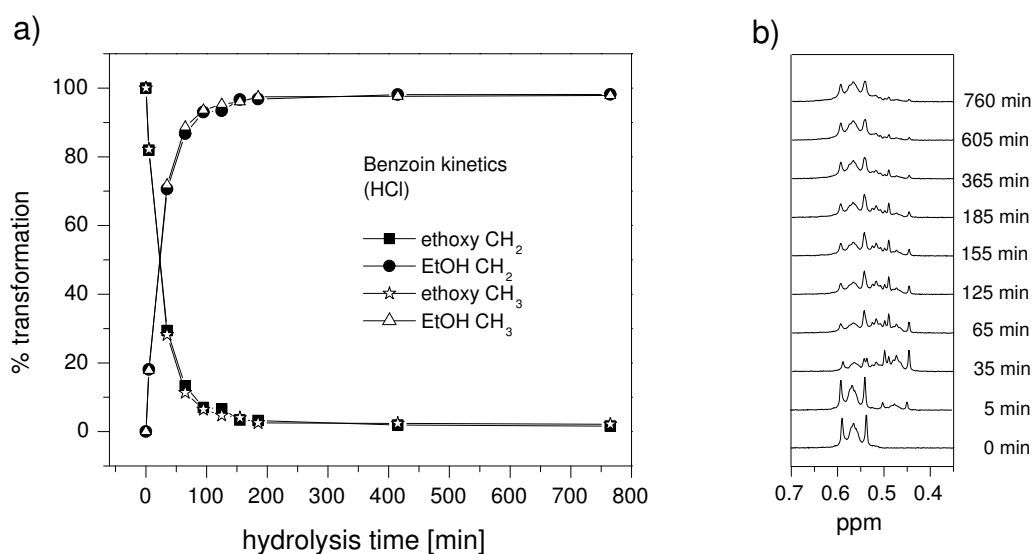 a)
% transformation
100
80
60
40
20
0
Benzoin kinetics
(HCl)
ethoxy CH₂
EtOH CH₂
ethoxy CH₃
EtOH CH₃
0 100 200 300 400 500 600 700 800
hydrolysis time [min]
b)
760 min
605 min
365 min
185 min
155 min
125 min
65 min
35 min
5 min
0 min
0.7 0.6 0.5 0.4
ppm